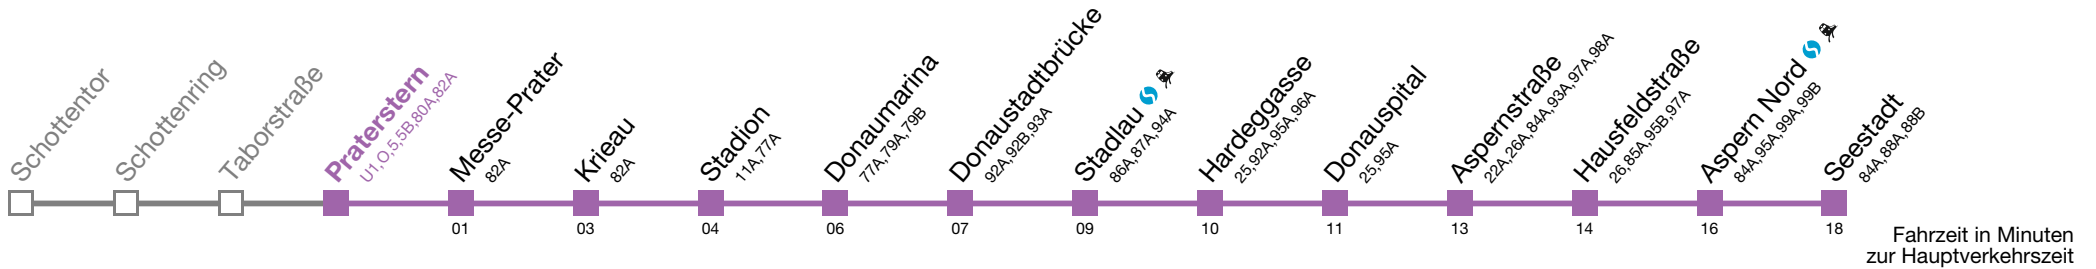 Schottentor
Schottenring
Taborstraße
Praterstern
U1,O,5,5B,80A,82A
Messe-Prater
82A
Krieau
82A
Stadion
11A,77A
Donaumarina
77A,79A,79B
Donaustadtbrücke
92A,92B,93A
Stadlau
86A,87A,94A
Hardeggasse
25,92A,95A,96A
Donauspital
25,95A
Aspernstraße
22A,26A,84A,93A,97A,98A
Hausfeldstraße
26,85A,95B,97A
Aspern Nord
84A,95A,99A,99B
Seestadt
84A,88A,88B
01
03
04
06
07
09
10
11
13
14
16
18
Fahrzeit in Minuten
zur Hauptverkehrszeit